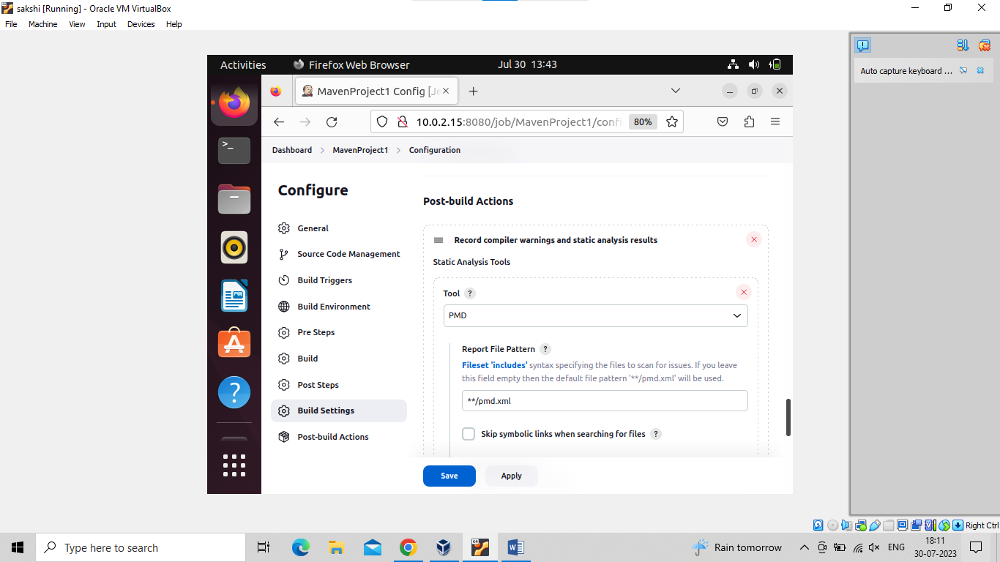 sakshi [Running] - Oracle VM VirtualBox
File Machine View Input Devices Help
Activities Firefox Web Browser Jul 30 13:43
Auto capture keyboard ...
MavenProject1 Config [Je
10.0.2.15:8080/job/MavenProject1/confi 80%
Dashboard MavenProject1 Configuration
Configure
General
Source Code Management
Build Triggers
Build Environment
Pre Steps
Build
Post Steps
Build Settings
Post-build Actions
Post-build Actions
Record compiler warnings and static analysis results
Static Analysis Tools
Tool ?
PMD
Report File Pattern ?
Fileset 'includes' syntax specifying the files to scan for issues. If you leave
this field empty then the default file pattern '**/pmd.xml' will be used.
**/pmd.xml
Skip symbolic links when searching for files ?
Save Apply
Right Ctrl
Type here to search
Rain tomorrow
ENG
18:11
30-07-2023